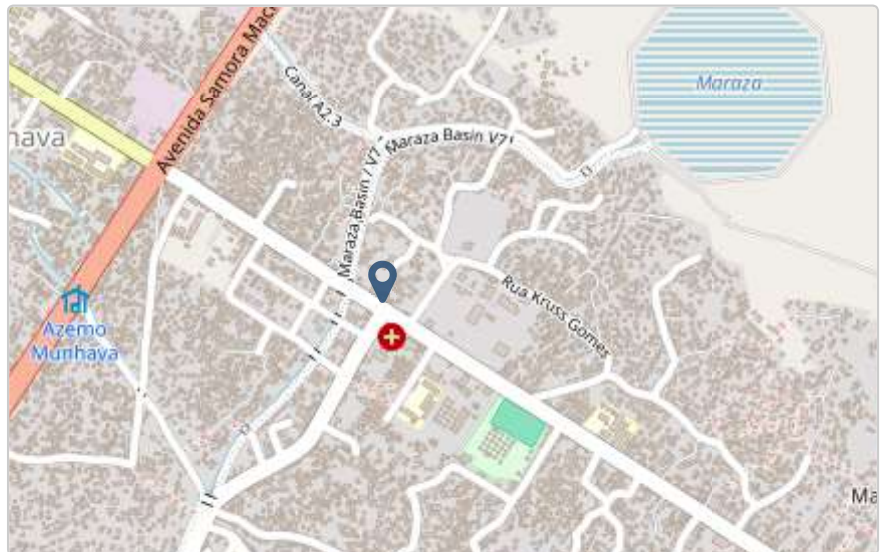 Maraza
Avenida Samora Mac
Canal A2.3
Maraza Basin V7
hava
Maraza Basin / V7
Rua Kruss Gomes
Azemo
Munhava
Ma